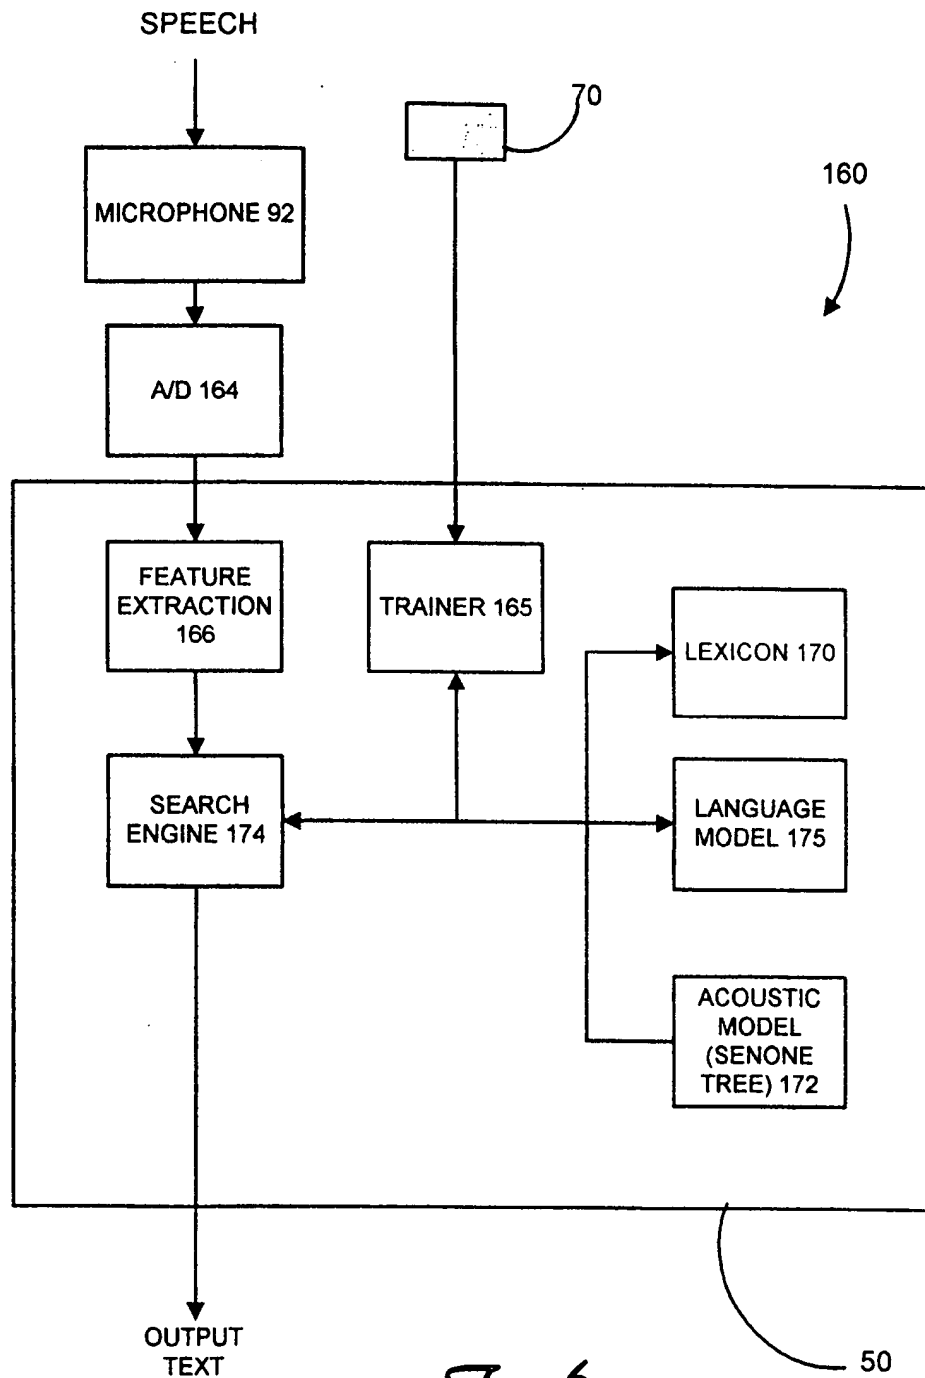 SPEECH
70
MICROPHONE 92
160
A/D 164
FEATURE
EXTRACTION
166
TRAINER 165
LEXICON 170
SEARCH
ENGINE 174
LANGUAGE
MODEL 175
ACOUSTIC
MODEL
(SENONE
TREE) 172
OUTPUT
TEXT
50